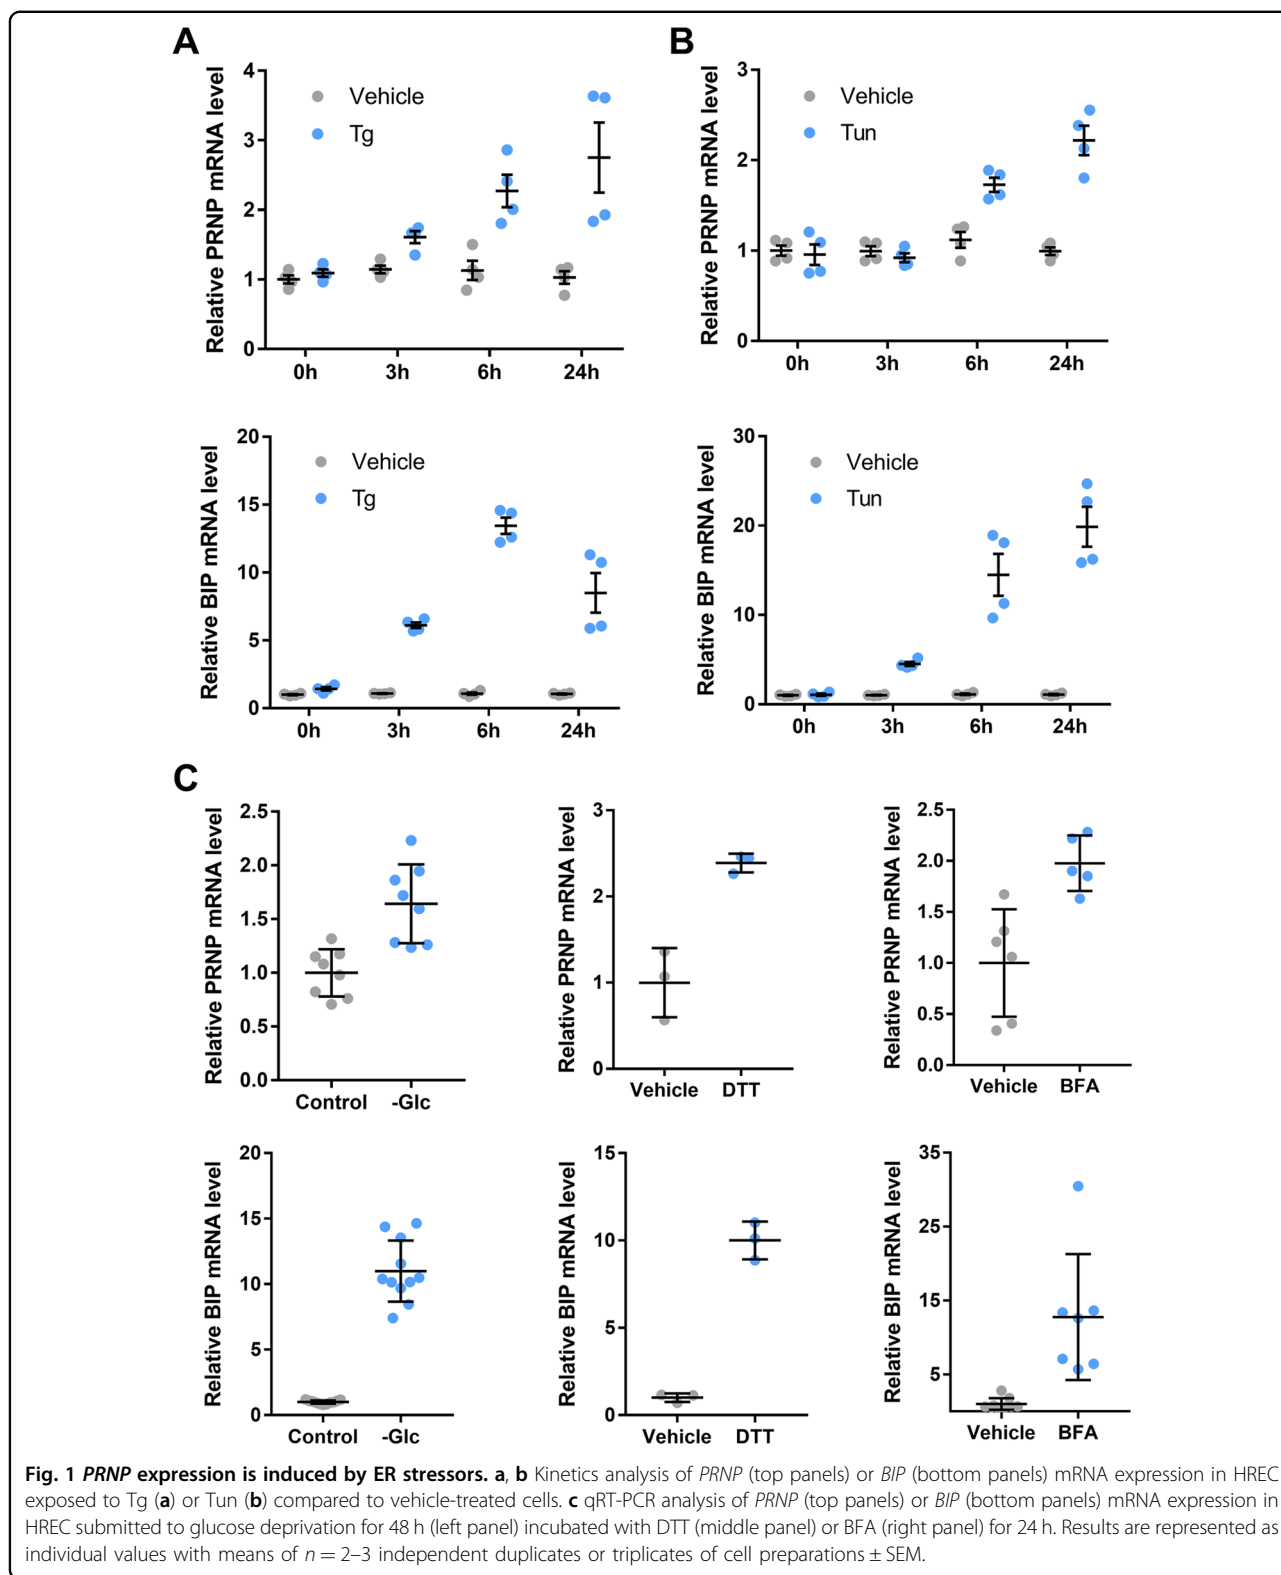 A
Relative PRNP mRNA level
4
3
2
1
0
Vehicle
Tg
0h 3h 6h 24h
B
Relative PRNP mRNA level
3
2
1
0
Vehicle
Tun
0h 3h 6h 24h
Relative BIP mRNA level
20
15
10
5
0
Vehicle
Tg
0h 3h 6h 24h
Relative BIP mRNA level
30
20
10
0
Vehicle
Tun
0h 3h 6h 24h
C
Relative PRNP mRNA level
2.5
2.0
1.5
1.0
0.5
0.0
Control -Glc
Relative PRNP mRNA level
3
2
1
0
Vehicle DTT
Relative PRNP mRNA level
2.5
2.0
1.5
1.0
0.5
0.0
Vehicle BFA
Relative BIP mRNA level
20
15
10
5
0
Control -Glc
Relative BIP mRNA level
15
10
5
0
Vehicle DTT
Relative BIP mRNA level
35
25
15
5
Vehicle BFA
Fig. 1 PRNP expression is induced by ER stressors. a, b Kinetics analysis of PRNP (top panels) or BIP (bottom panels) mRNA expression in HREC
exposed to Tg (a) or Tun (b) compared to vehicle-treated cells. c qRT-PCR analysis of PRNP (top panels) or BIP (bottom panels) mRNA expression in
HREC submitted to glucose deprivation for 48 h (left panel) incubated with DTT (middle panel) or BFA (right panel) for 24 h. Results are represented as
individual values with means of n = 2–3 independent duplicates or triplicates of cell preparations ± SEM.